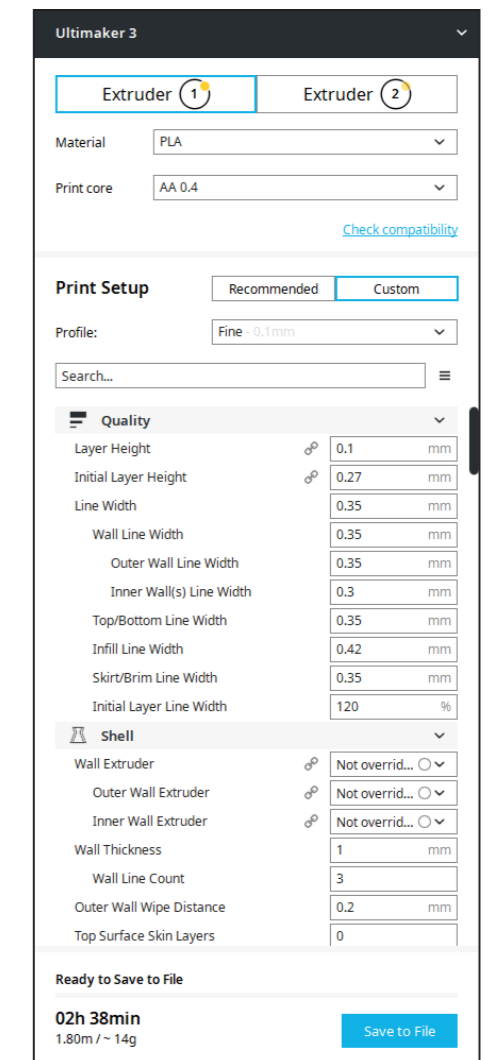 Ultimaker 3
Extruder 1 Extruder 2
Material PLA
Print core AA 0.4
Check compatibility
Print Setup Recommended Custom
Profile: Fine - 0.1mm
Search...
Quality
Layer Height 0.1 mm
Initial Layer Height 0.27 mm
Line Width 0.35 mm
Wall Line Width 0.35 mm
Outer Wall Line Width 0.35 mm
Inner Wall(s) Line Width 0.3 mm
Top/Bottom Line Width 0.35 mm
Infill Line Width 0.42 mm
Skirt/Brim Line Width 0.35 mm
Initial Layer Line Width 120 %
Shell
Wall Extruder Not overrid...
Outer Wall Extruder Not overrid...
Inner Wall Extruder Not overrid...
Wall Thickness 1 mm
Wall Line Count 3
Outer Wall Wipe Distance 0.2 mm
Top Surface Skin Layers 0
Ready to Save to File
02h 38min
1.80m / ~ 14g Save to File